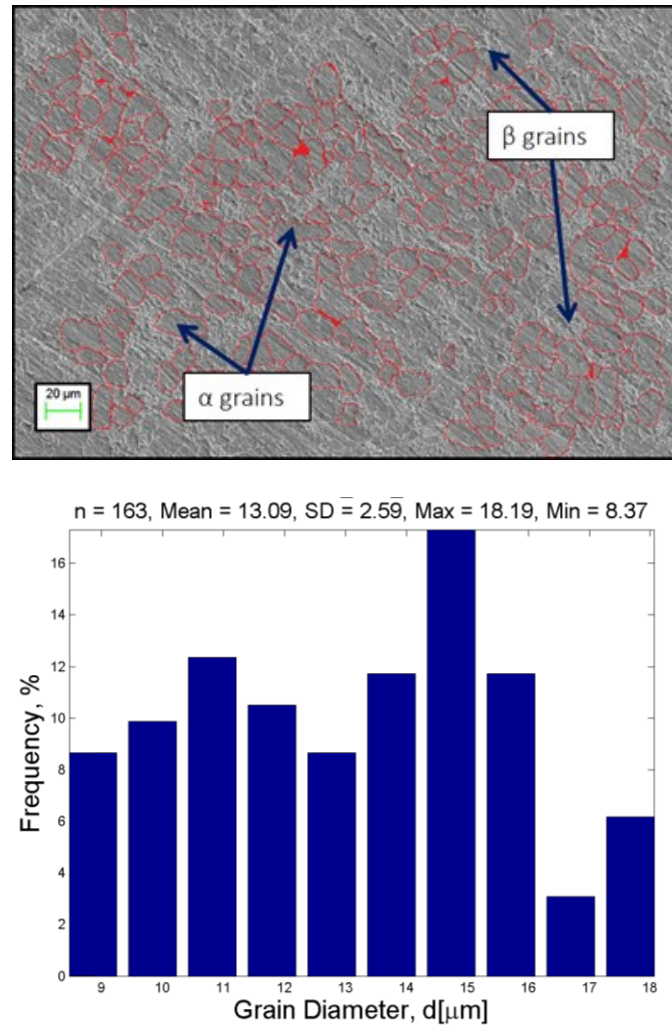 β grains
α grains
20 μm
n = 163, Mean = 13.09, SD = 2.59, Max = 18.19, Min = 8.37
16
14
12
10
8
6
4
2
0
Frequency, %
9 10 11 12 13 14 15 16 17 18
Grain Diameter, d[μm]